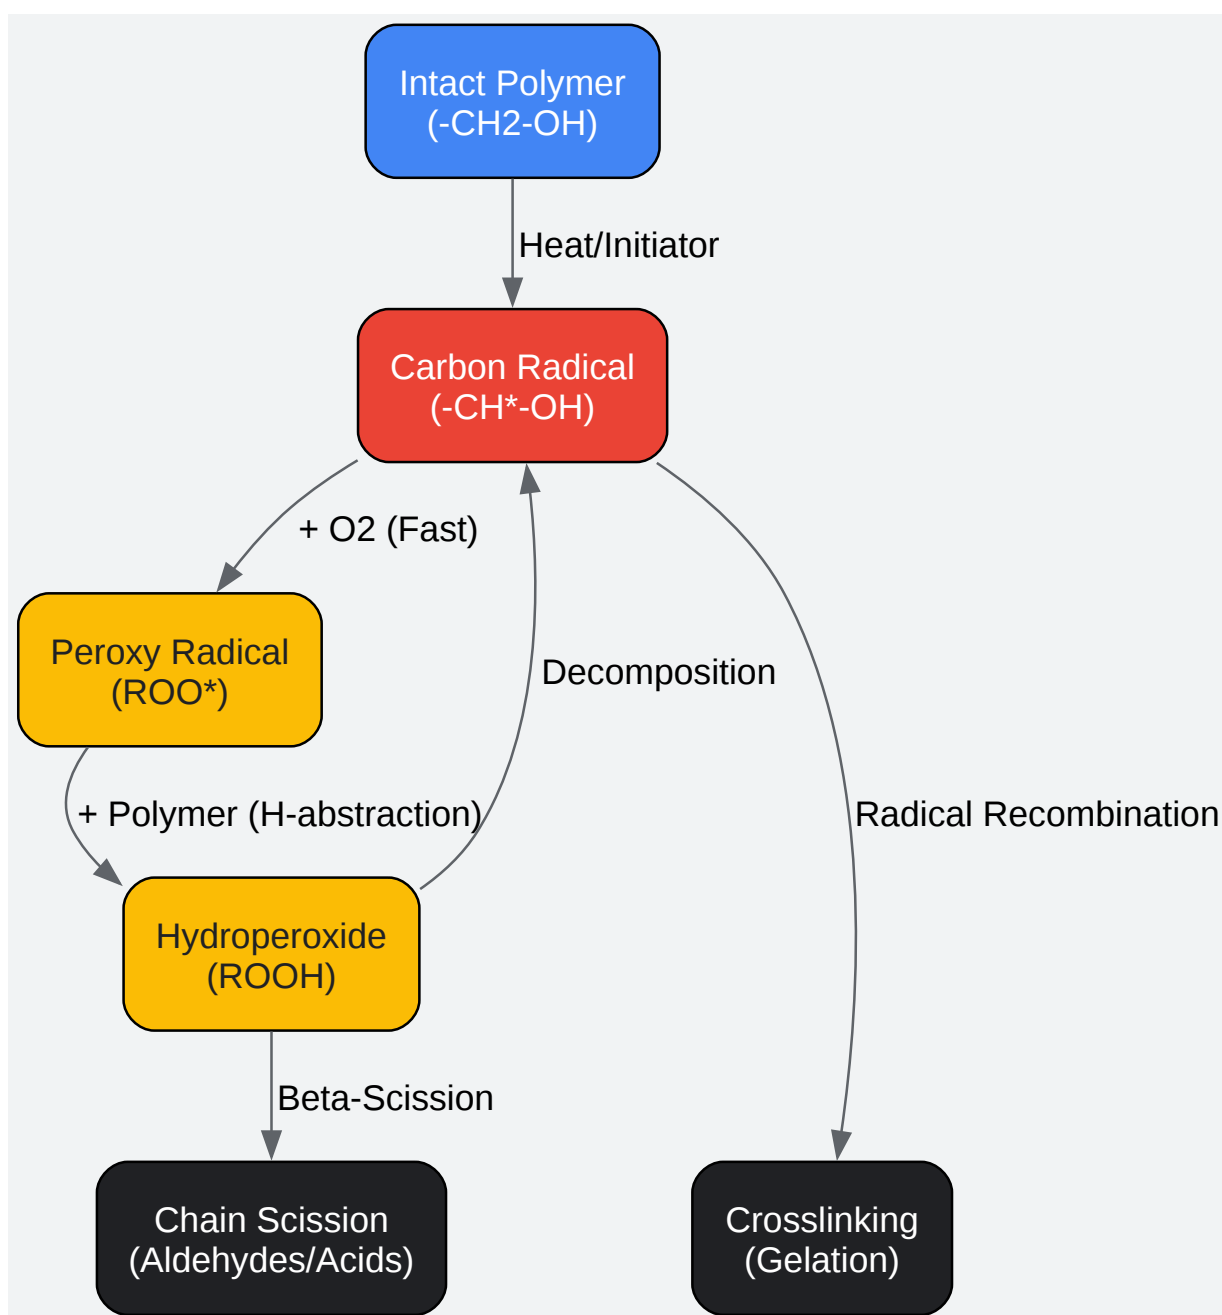 Intact Polymer
(-CH2-OH)
Heat/Initiator
Carbon Radical
(-CH*-OH)
+ O2 (Fast)
Peroxy Radical
(ROO*)
Decomposition
+ Polymer (H-abstraction)
Radical Recombination
Hydroperoxide
(ROOH)
Beta-Scission
Chain Scission
(Aldehydes/Acids)
Crosslinking
(Gelation)